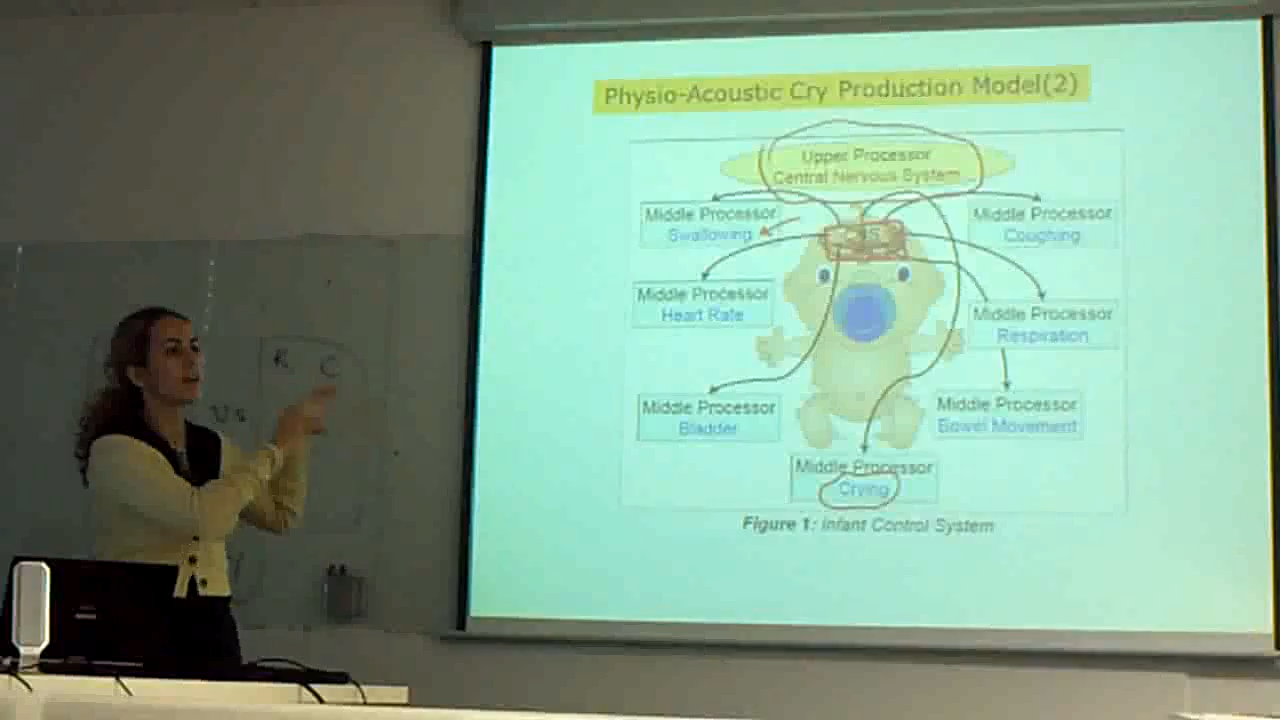 Physio-Acoustic Cry Production Model(2)
Upper Processor
Central Nervous System
Middle Processor
Swallowing
Middle Processor
Coughing
Middle Processor
Heart Rate
Middle Processor
Respiration
Middle Processor
Bladder
Middle Processor
Bowel Movement
Middle Processor
Crying
Figure 1: Infant Control System
K C